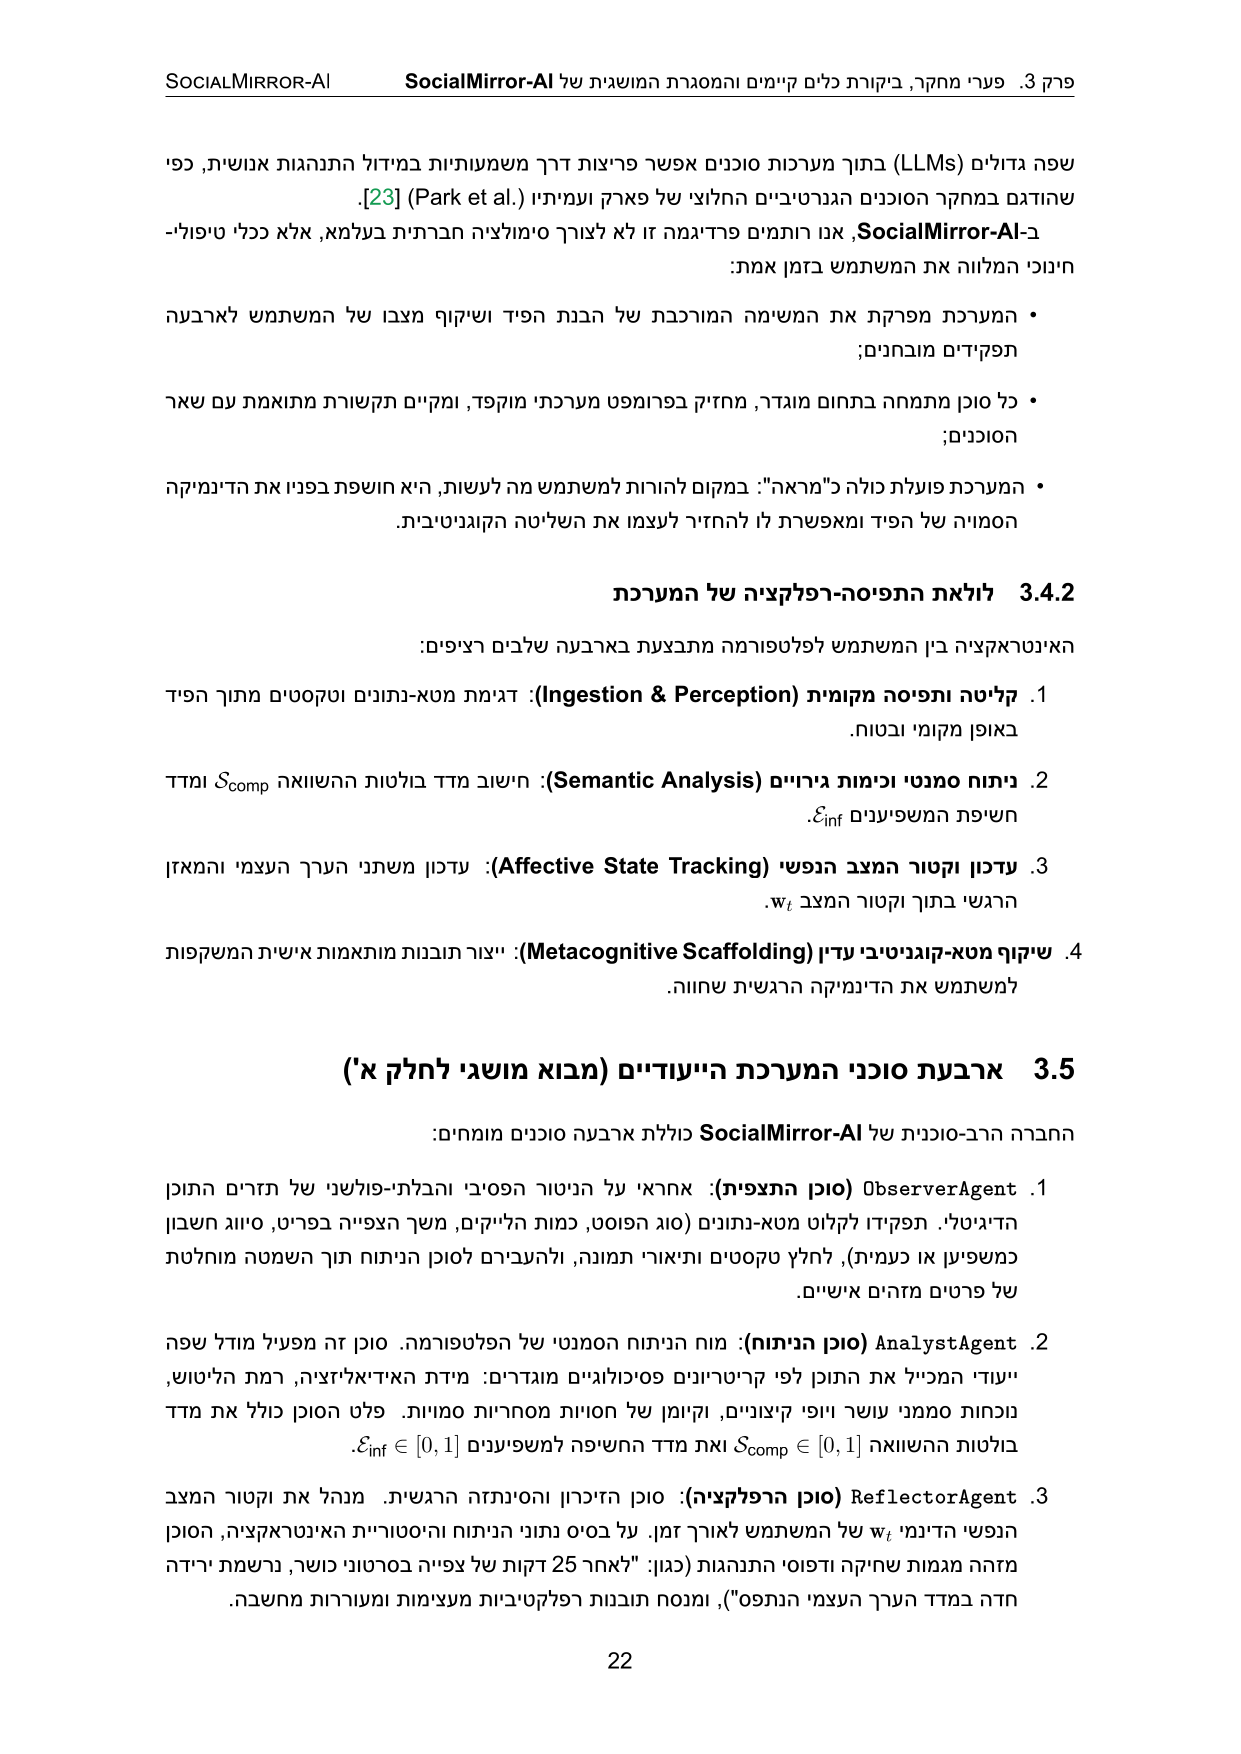 פרק 3. פערי מחקר, ביקורת כלים קיימים והמסגרת המושגית של SocialMirror-AI SOCIALMIRROR-AI
שפה גדולים (LLMs) בתוך מערכות סוכנים אפשר פריצות דרך משמעותיות במידול התנהגות אנושית, כפי
שהודגם במחקר הסוכנים הגנרטיביים החלוצי של פארק ועמיתיו (Park et al.) [23].
ב-SocialMirror-AI, אנו רותמים פרדיגמה זו לא לצורך סימולציה חברתית בעלמא, אלא ככלי טיפולי-
חינוכי המלווה את המשתמש בזמן אמת:
• המערכת מפרקת את המשימה המורכבת של הבנת הפיד ושיקוף מצבו של המשתמש לארבעה
תפקידים מובחנים;
• כל סוכן מתמחה בתחום מוגדר, מחזיק בפרומפט מערכתי מוקפד, ומקיים תקשורת מתואמת עם שאר
הסוכנים;
• המערכת פועלת כולה כ"מראה": במקום להורות למשתמש מה לעשות, היא חושפת בפניו את הדינמיקה
הסמויה של הפיד ומאפשרת לו להחזיר לעצמו את השליטה הקוגניטיבית.
3.4.2 לולאת התפיסה-רפלקציה של המערכת
האינטראקציה בין המשתמש לפלטפורמה מתבצעת בארבעה שלבים רציפים:
1. קליטה ותפיסה מקומית (Ingestion & Perception): דגימת מטא-נתונים וטקסטים מתוך הפיד
באופן מקומי ובטוח.
2. ניתוח סמנטי וכימות גירויים (Semantic Analysis): חישוב מדד בולטות ההשוואה 𝒮comp ומדד
חשיפת המשפיענים ℰinf.
3. עדכון וקטור המצב הנפשי (Affective State Tracking): עדכון משתני הערך העצמי והמאזן
הרגשי בתוך וקטור המצב wt.
4. שיקוף מטא-קוגניטיבי עדין (Metacognitive Scaffolding): ייצור תובנות מותאמות אישית המשקפות
למשתמש את הדינמיקה הרגשית שחווה.
3.5 ארבעת סוכני המערכת הייעודיים (מבוא מושגי לחלק א')
החברה הרב-סוכנית של SocialMirror-AI כוללת ארבעה סוכנים מומחים:
1. ObserverAgent (סוכן התצפית): אחראי על הניטור הפסיבי והבלתי-פולשני של תזרים התוכן
הדיגיטלי. תפקידו לקלוט מטא-נתונים (סוג הפוסט, כמות הלייקים, משך הצפייה בפריט, סיווג חשבון
כמשפיען או כעמית), לחלץ טקסטים ותיאורי תמונה, ולהעבירם לסוכן הניתוח תוך השמטה מוחלטת
של פרטים מזהים אישיים.
2. AnalystAgent (סוכן הניתוח): מוח הניתוח הסמנטי של הפלטפורמה. סוכן זה מפעיל מודל שפה
ייעודי המכייל את התוכן לפי קריטריונים פסיכולוגיים מוגדרים: מידת האידיאליזציה, רמת הליטוש,
נוכחות סממני עושר ויופי קיצוניים, וקיומן של חסויות מסחריות סמויות. פלט הסוכן כולל את מדד
בולטות ההשוואה 𝒮comp ∈ [0, 1] ואת מדד החשיפה למשפיענים ℰinf ∈ [0, 1].
3. ReflectorAgent (סוכן הרפלקציה): סוכן הזיכרון והסינתזה הרגשית. מנהל את וקטור המצב
הנפשי הדינמי wt של המשתמש לאורך זמן. על בסיס נתוני הניתוח והיסטוריית האינטראקציה, הסוכן
מזהה מגמות שחיקה ודפוסי התנהגות (כגון: "לאחר 25 דקות של צפייה בסרטוני כושר, נרשמת ירידה
חדה במדד הערך העצמי הנתפס"), ומנסח תובנות רפלקטיביות מעצימות ומעוררות מחשבה.
22